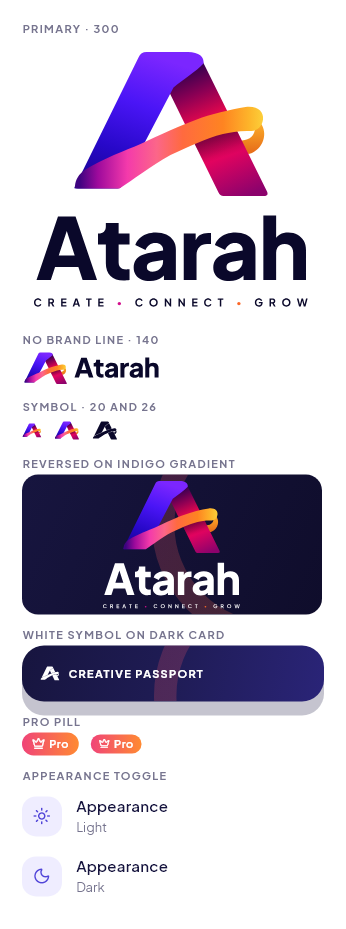 PRIMARY · 300
Atarah
CREATE • CONNECT • GROW
NO BRAND LINE · 140
Atarah
SYMBOL · 20 AND 26
REVERSED ON INDIGO GRADIENT
Atarah
CREATE • CONNECT • GROW
WHITE SYMBOL ON DARK CARD
CREATIVE PASSPORT
PRO PILL
Pro Pro
APPEARANCE TOGGLE
Appearance
Light
Appearance
Dark